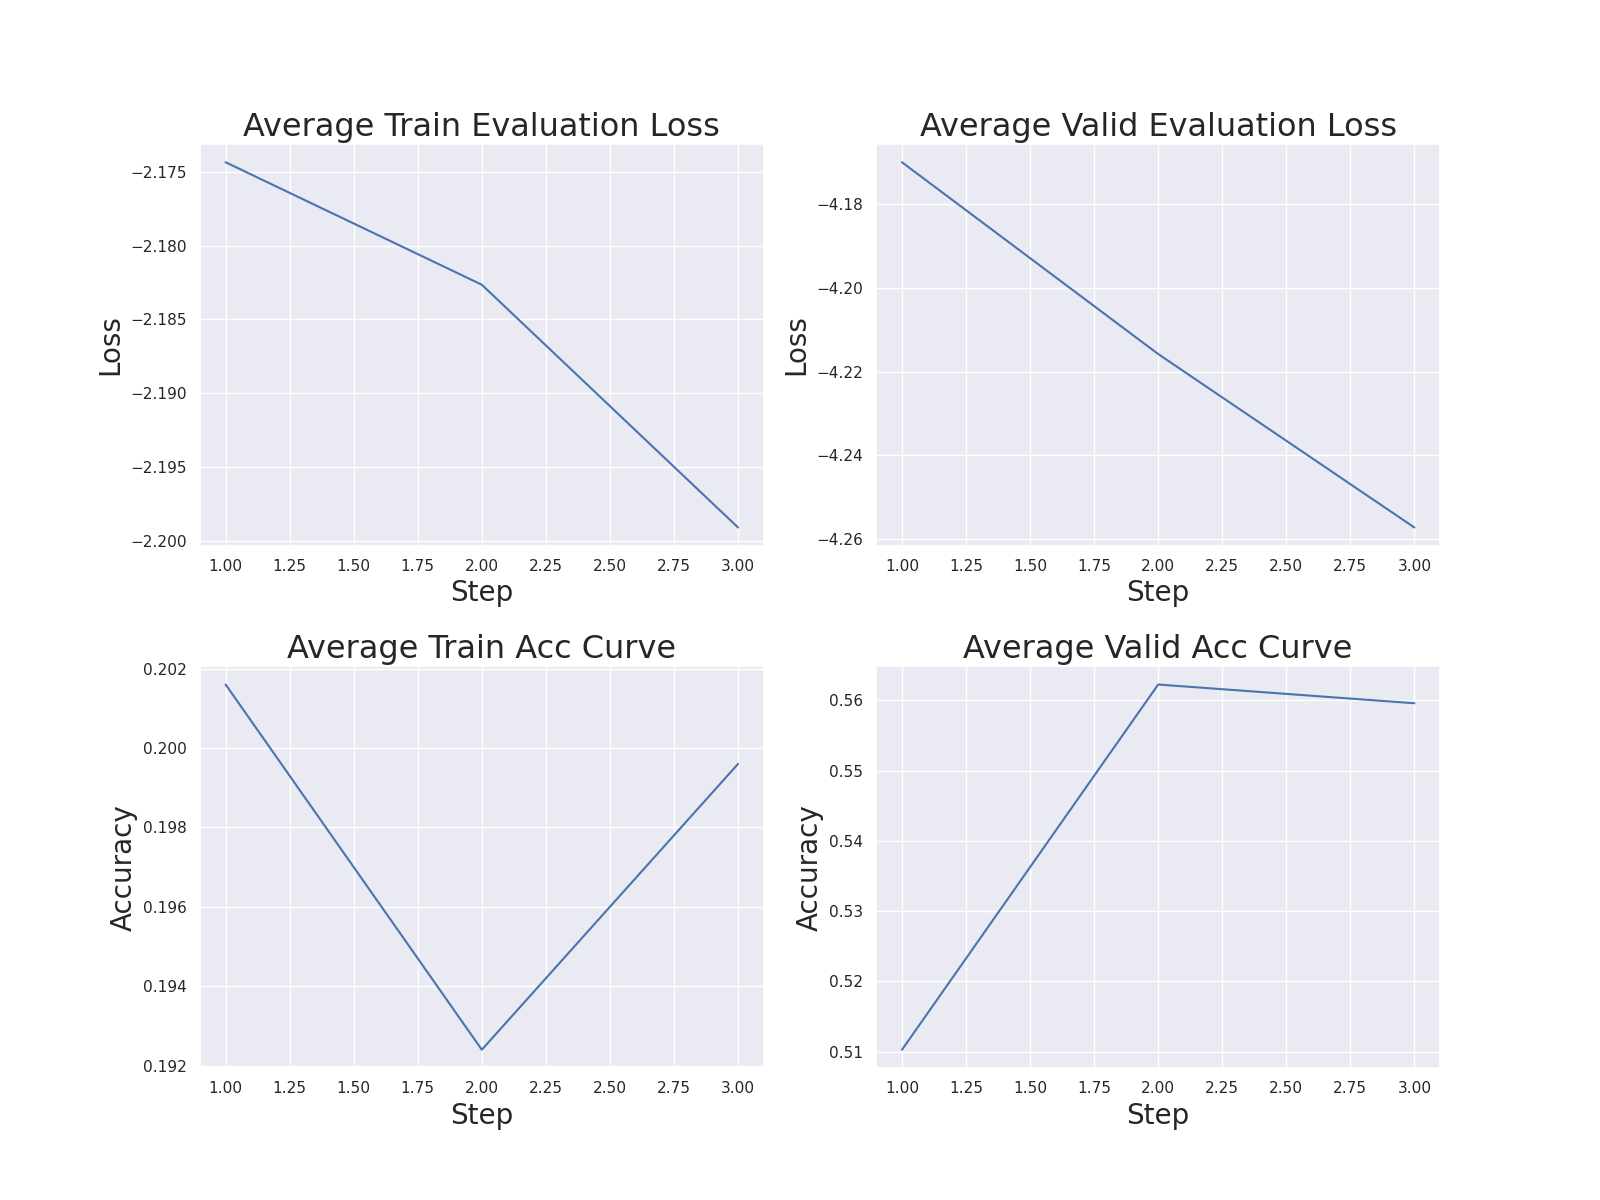 Average Train Evaluation Loss
−2.175
−2.180
−2.185
−2.190
−2.195
−2.200
Loss
1.00 1.25 1.50 1.75 2.00 2.25 2.50 2.75 3.00
Step
Average Valid Evaluation Loss
−4.18
−4.20
−4.22
−4.24
−4.26
Loss
1.00 1.25 1.50 1.75 2.00 2.25 2.50 2.75 3.00
Step
Average Train Acc Curve
0.202
0.200
0.198
0.196
0.194
0.192
Accuracy
1.00 1.25 1.50 1.75 2.00 2.25 2.50 2.75 3.00
Step
Average Valid Acc Curve
0.56
0.55
0.54
0.53
0.52
0.51
Accuracy
1.00 1.25 1.50 1.75 2.00 2.25 2.50 2.75 3.00
Step